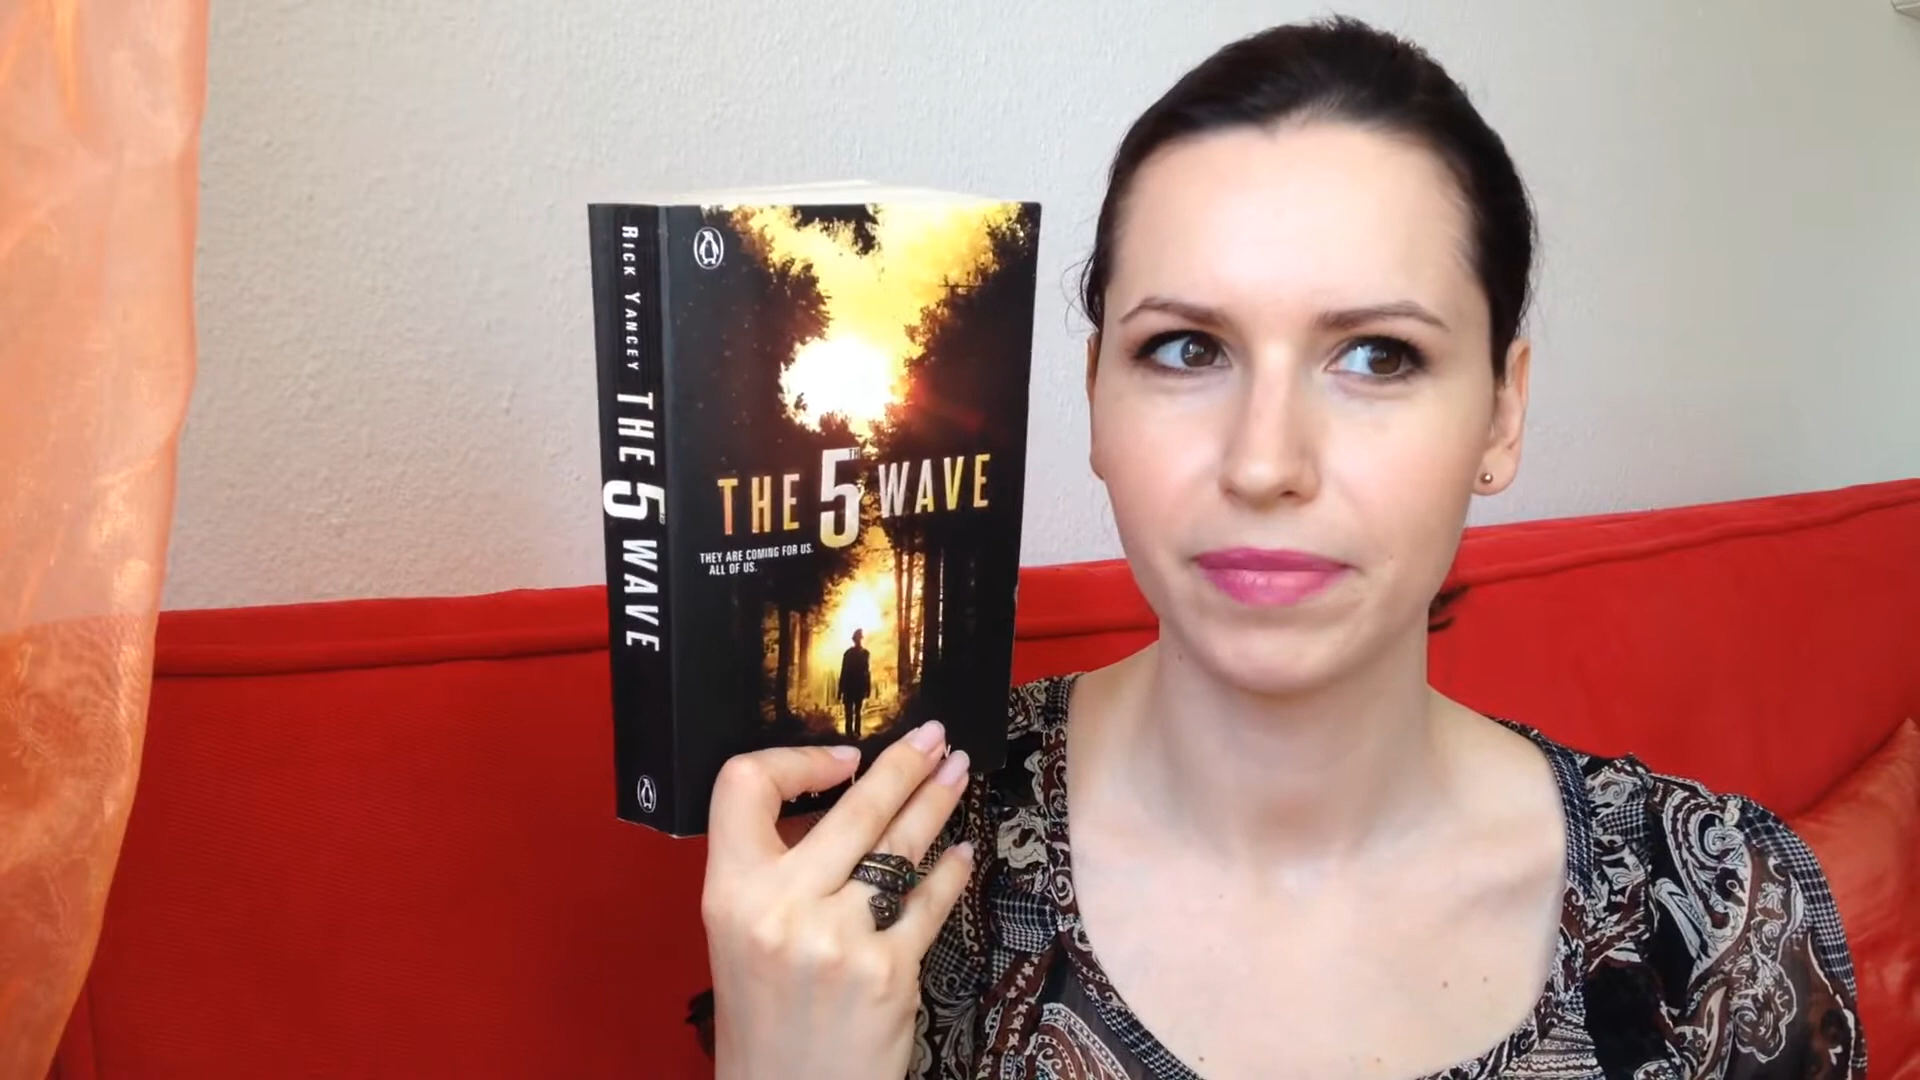 RICK YANCEY THE 5TH WAVE
THE 5TH WAVE
THEY ARE COMING FOR US.
ALL OF US.